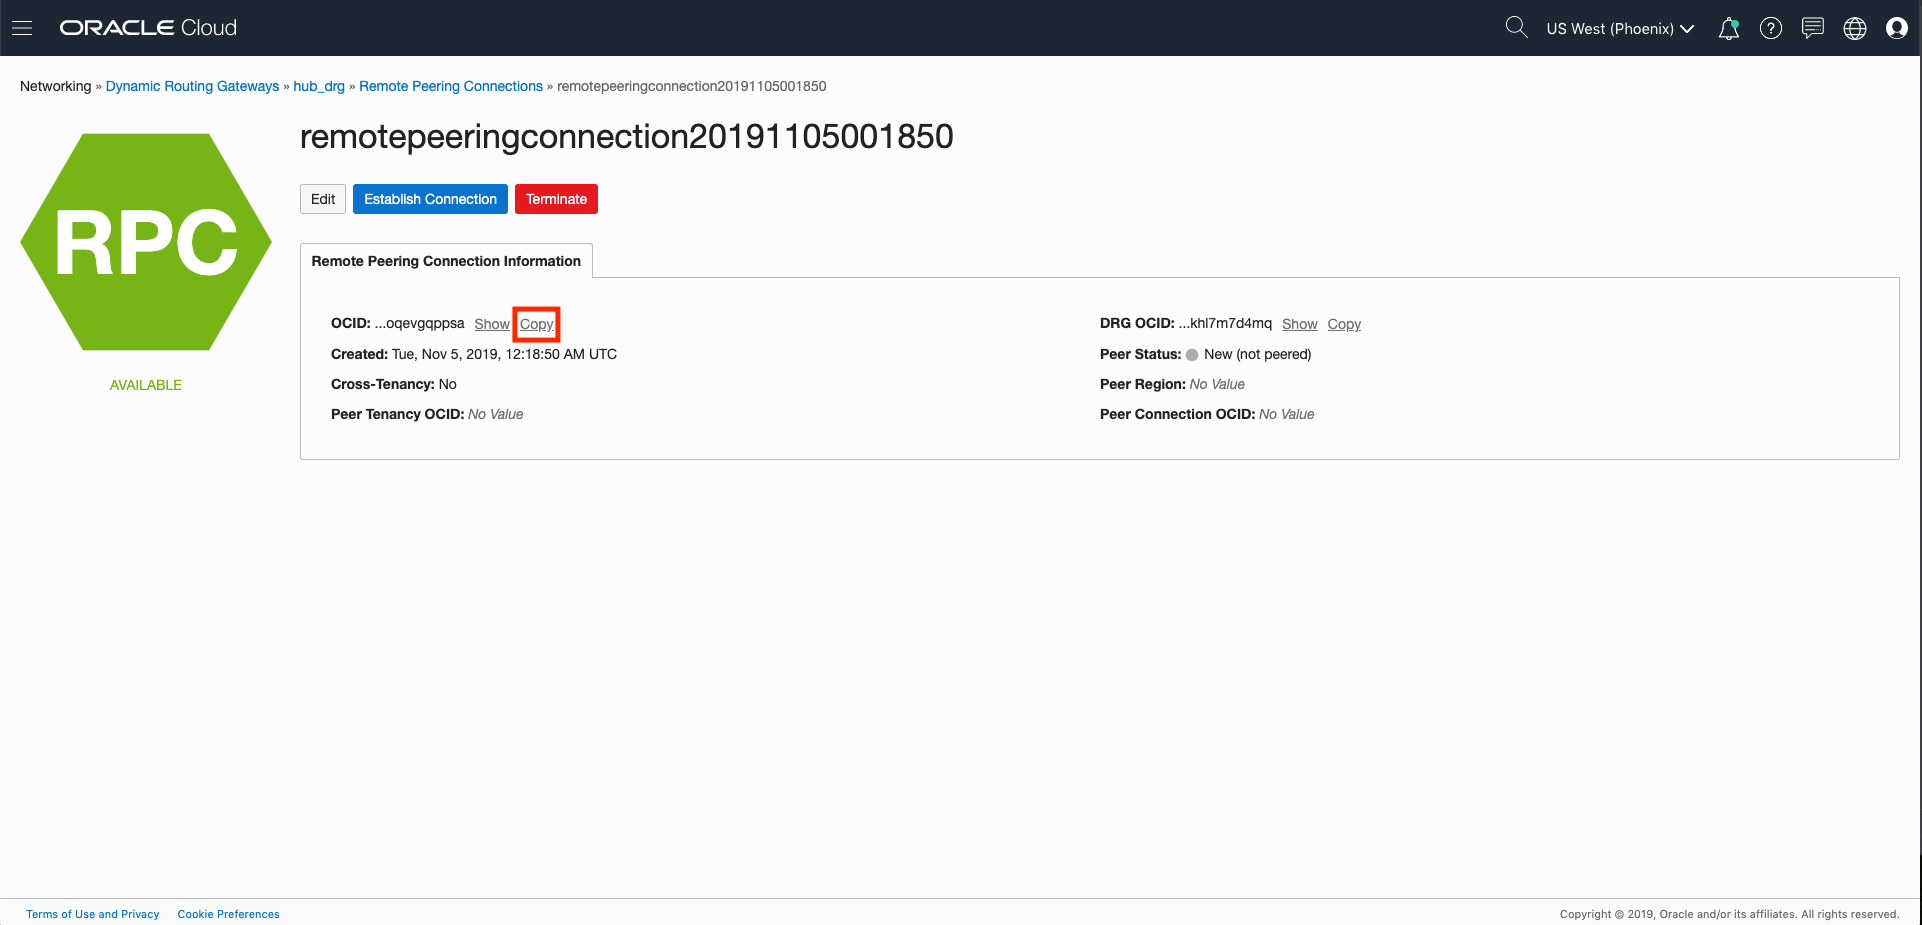 ORACLE Cloud
US West (Phoenix)
Networking » Dynamic Routing Gateways » hub_drg » Remote Peering Connections » remotepeeringconnection20191105001850
RPC
AVAILABLE
remotepeeringconnection20191105001850
Edit Establish Connection Terminate
Remote Peering Connection Information
OCID: ...oqevgqppsa Show Copy
Created: Tue, Nov 5, 2019, 12:18:50 AM UTC
Cross-Tenancy: No
Peer Tenancy OCID: No Value
DRG OCID: ...khl7m7d4mq Show Copy
Peer Status: New (not peered)
Peer Region: No Value
Peer Connection OCID: No Value
Terms of Use and Privacy Cookie Preferences
Copyright © 2019, Oracle and/or its affiliates. All rights reserved.